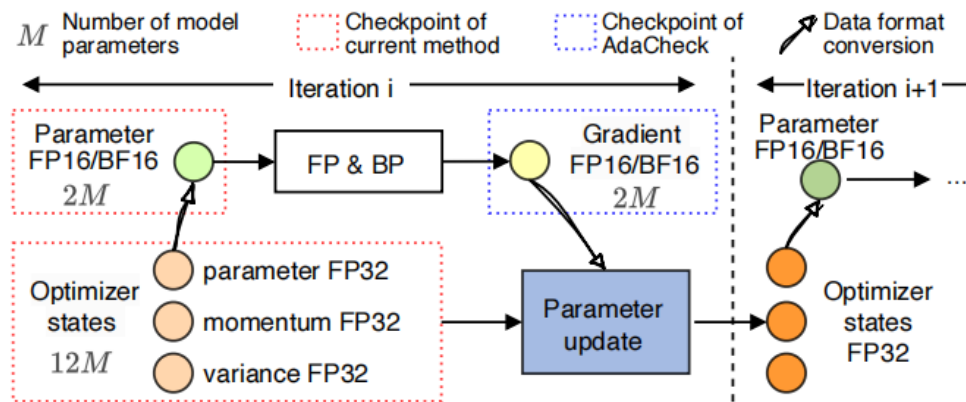 M Number of model parameters
Checkpoint of current method
Checkpoint of AdaCheck
Data format conversion
Iteration i
Iteration i+1
Parameter
FP16/BF16
2M
FP & BP
Gradient
FP16/BF16
2M
Parameter
FP16/BF16
...
Optimizer
states
12M
parameter FP32
momentum FP32
variance FP32
Parameter
update
Optimizer
states
FP32